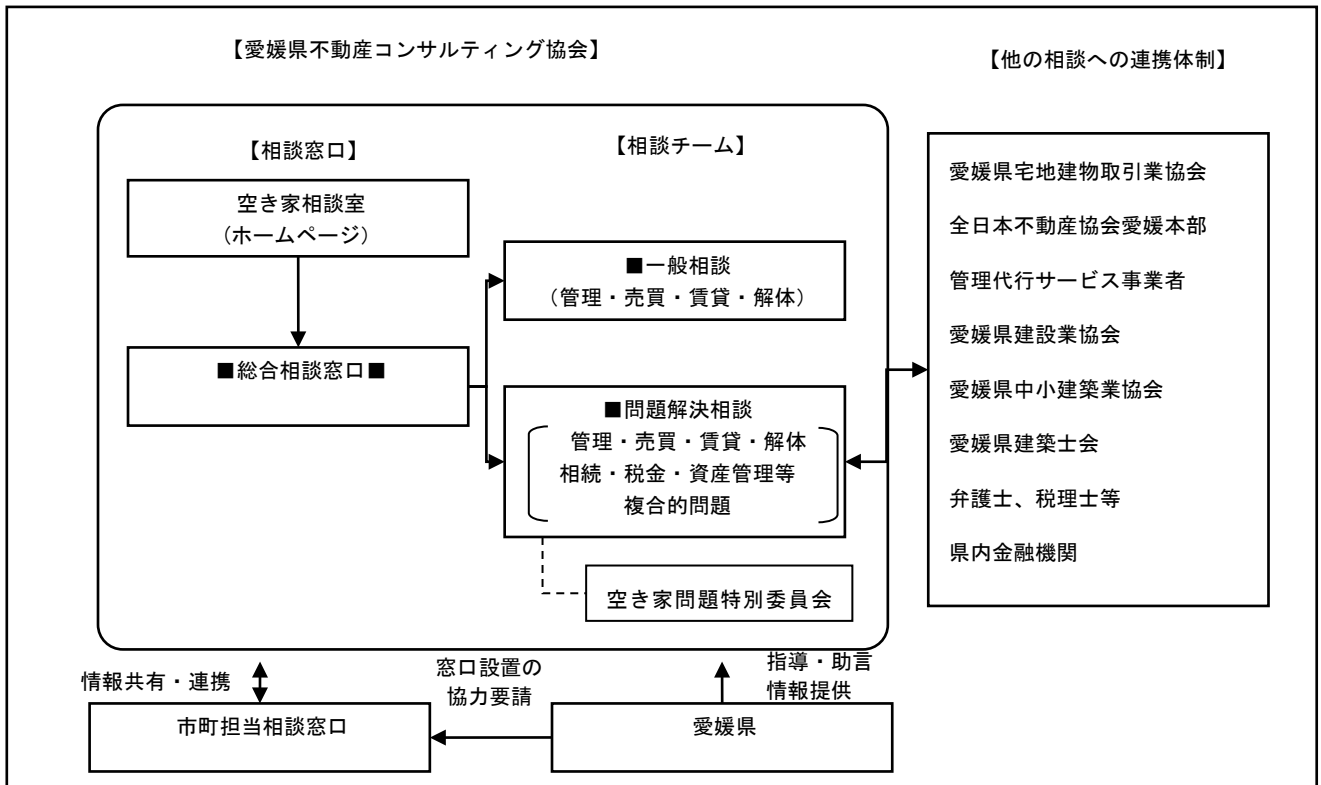 【愛媛県不動産コンサルティング協会】
【他の相談への連携体制】
【相談窓口】
【相談チーム】
空き家相談室
(ホームページ)
■総合相談窓口■
■一般相談
(管理・売買・賃貸・解体)
■問題解決相談
管理・売買・賃貸・解体
相続・税金・資産管理等
複合的問題
空き家問題特別委員会
愛媛県宅地建物取引業協会
全日本不動産協会愛媛本部
管理代行サービス事業者
愛媛県建設業協会
愛媛県中小建築業協会
愛媛県建築士会
弁護士、税理士等
県内金融機関
情報共有・連携
窓口設置の
協力要請
指導・助言
情報提供
市町担当相談窓口
愛媛県